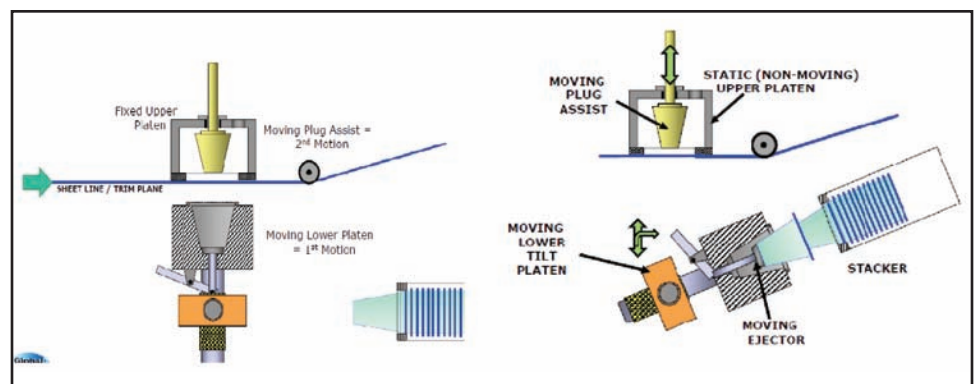 Fixed Upper
Platen
Moving Plug Assist =
2nd Motion
SHEET LINE / TRIM PLANE
Moving Lower Platen
= 1st Motion
Global
MOVING
PLUG
ASSIST
STATIC (NON-MOVING)
UPPER PLATEN
MOVING
LOWER
TILT
PLATEN
STACKER
MOVING
EJECTOR